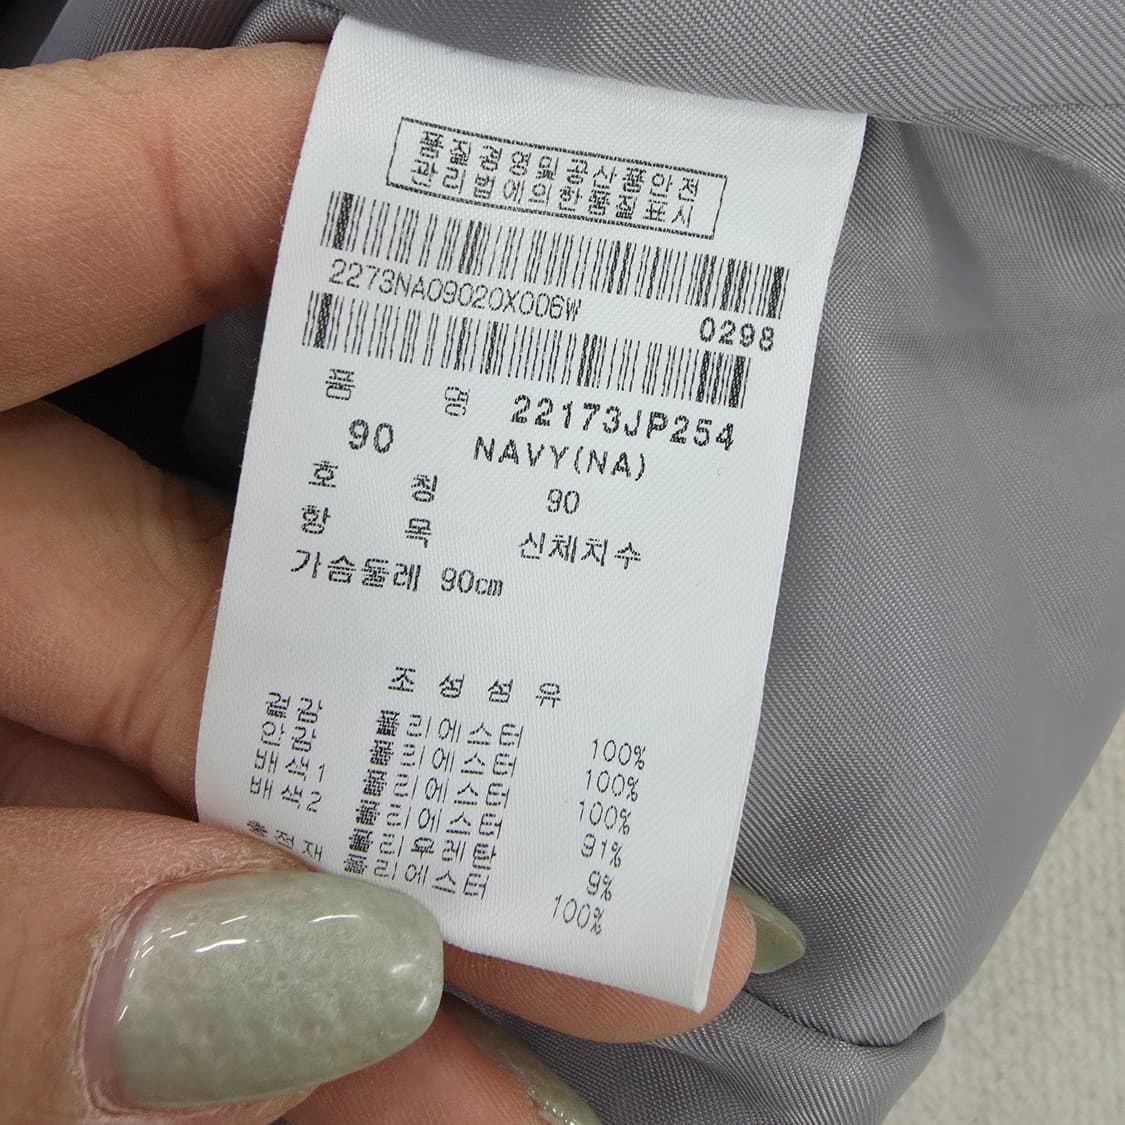 품질경영및공산품안전
관리법에의한품질표시
2273NA09020X006W
0298
품 명 22173JP254
90 NAVY(NA)
호 칭 90
항 목 신체치수
가슴둘레 90cm
조 성 섬 유
겉감 폴리에스터 100%
안감 폴리에스터 100%
배색1 폴리에스터 100%
배색2 폴리에스터 91%
폴리우레탄 9%
충전재 폴리에스터 100%